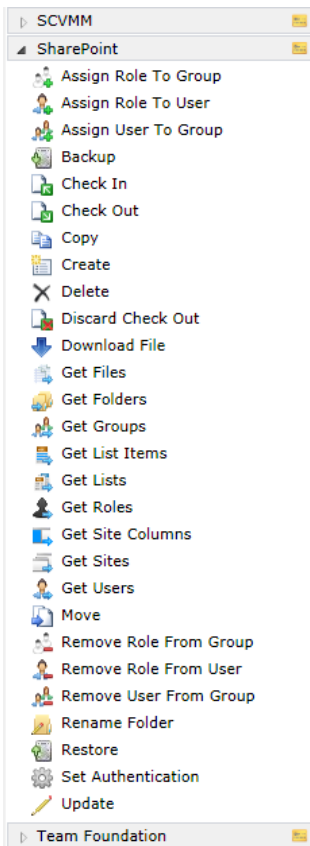 SCVMM
SharePoint
Assign Role To Group
Assign Role To User
Assign User To Group
Backup
Check In
Check Out
Copy
Create
Delete
Discard Check Out
Download File
Get Files
Get Folders
Get Groups
Get List Items
Get Lists
Get Roles
Get Site Columns
Get Sites
Get Users
Move
Remove Role From Group
Remove Role From User
Remove User From Group
Rename Folder
Restore
Set Authentication
Update
Team Foundation